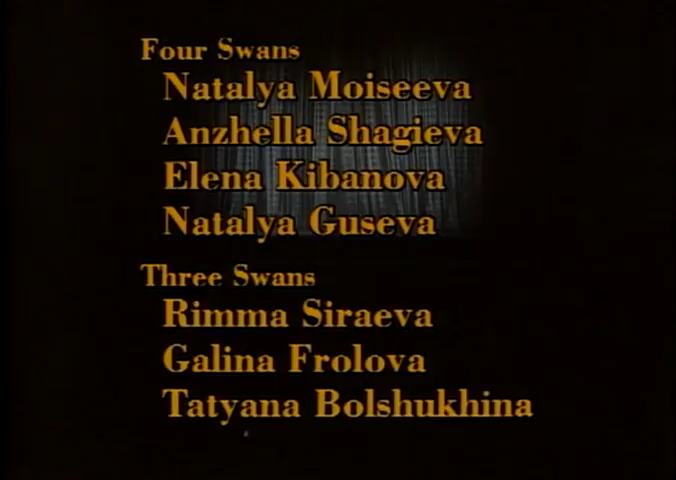 Four Swans
Natalya Moiseeva
Anzhella Shagieva
Elena Kibanova
Natalya Guseva
Three Swans
Rimma Siraeva
Galina Frolova
Tatyana Bolshukhina